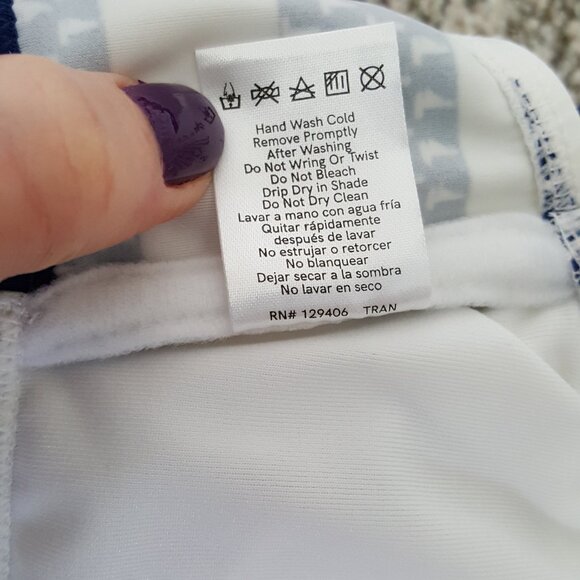 Hand Wash Cold
Remove Promptly
After Washing
Do Not Wring Or Twist
Do Not Bleach
Drip Dry in Shade
Do Not Dry Clean
Lavar a mano con agua fría
Quitar rápidamente
después de lavar
No estrujar o retorcer
No blanquear
Dejar secar a la sombra
No lavar en seco
RN# 129406 TRAN